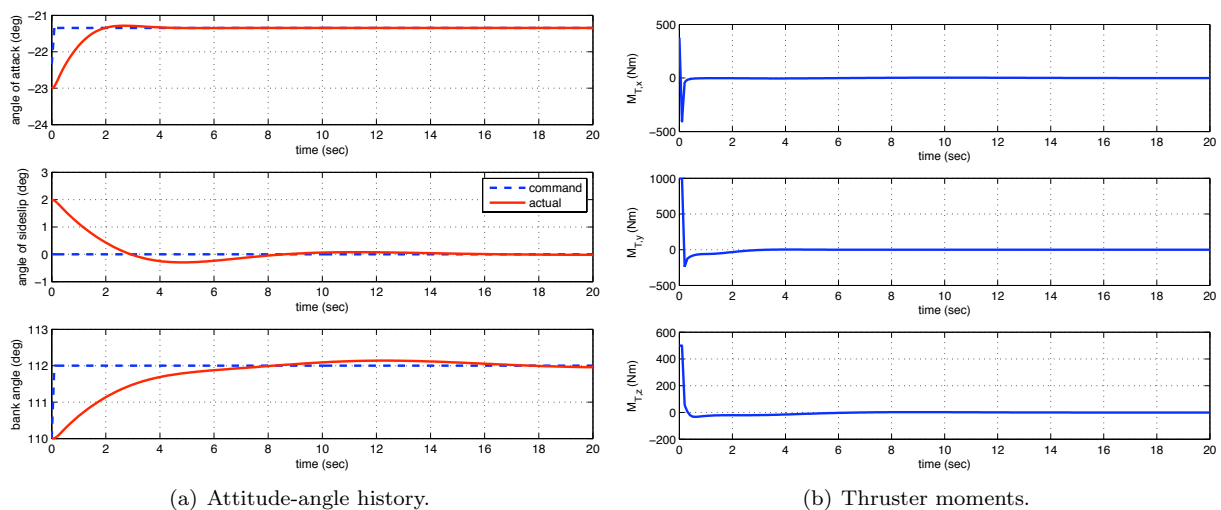 angle of attack (deg)
-21
-22
-23
-24
0 2 4 6 8 10 12 14 16 18 20
time (sec)
angle of sideslip (deg)
3
2
1
0
-1
command
actual
0 2 4 6 8 10 12 14 16 18 20
time (sec)
bank angle (deg)
113
112
111
110
0 2 4 6 8 10 12 14 16 18 20
time (sec)
(a) Attitude-angle history.
M_T,x (Nm)
500
0
-500
0 2 4 6 8 10 12 14 16 18 20
time (sec)
M_T,y (Nm)
1000
500
0
-500
0 2 4 6 8 10 12 14 16 18 20
time (sec)
M_T,z (Nm)
600
400
200
0
-200
0 2 4 6 8 10 12 14 16 18 20
time (sec)
(b) Thruster moments.